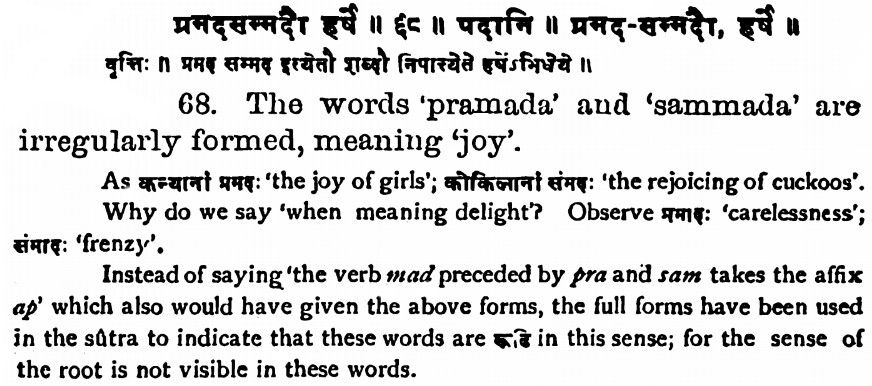 प्रमदसम्मदौ हर्षे ॥ ६८ ॥ पदानि ॥ प्रमद-सम्मदौ, हर्षे ॥
वृत्तिः ॥ प्रमद सम्मद इत्येतौ शब्दौ निपात्येते हर्षेऽभिधेये ॥
68. The words ‘pramada’ and ‘sammada’ are
irregularly formed, meaning ‘joy’.
As कन्यानां प्रमदः ‘the joy of girls’; कोकिलानां संमदः ‘the rejoicing of cuckoos’.
Why do we say ‘when meaning delight’? Observe प्रमादः ‘carelessness’;
संमादः ‘frenzy’.
Instead of saying ‘the verb mad preceded by pra and sam takes the affix
ap’ which also would have given the above forms, the full forms have been used
in the sûtra to indicate that these words are रूढि in this sense; for the sense of
the root is not visible in these words.